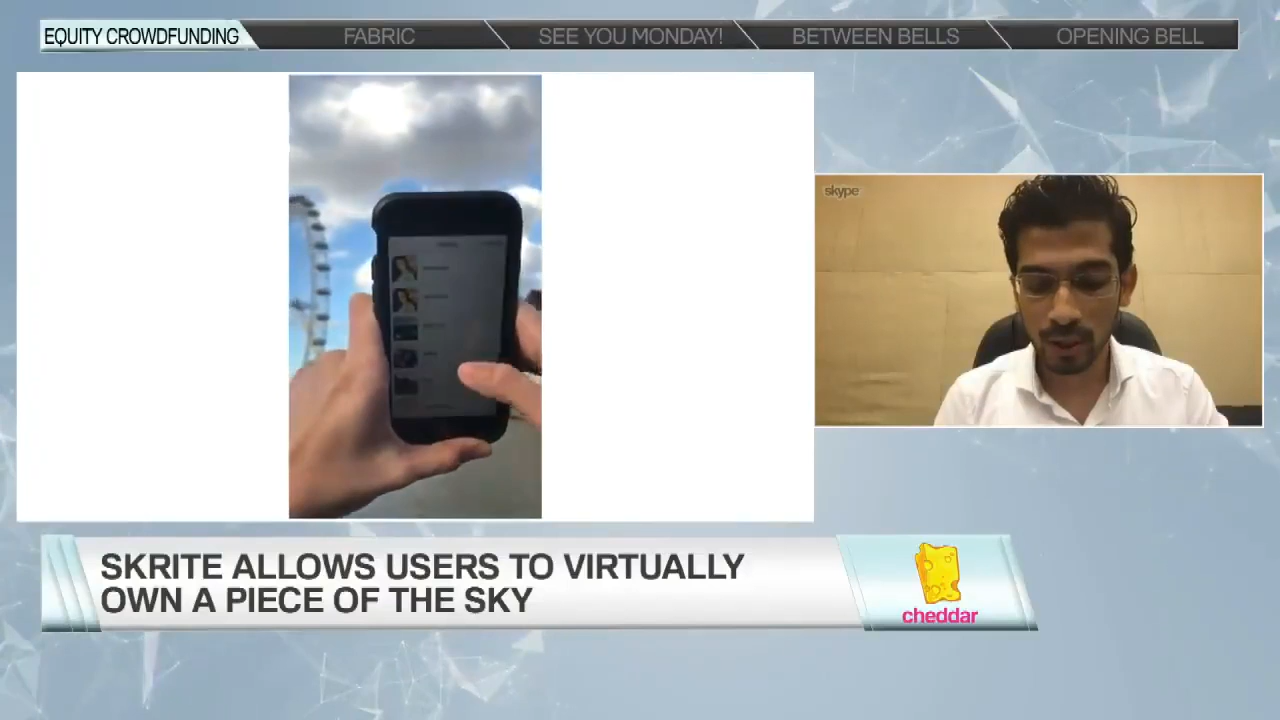 EQUITY CROWDFUNDING
FABRIC
SEE YOU MONDAY!
BETWEEN BELLS
OPENING BELL
skype
SKRITE ALLOWS USERS TO VIRTUALLY
OWN A PIECE OF THE SKY
cheddar